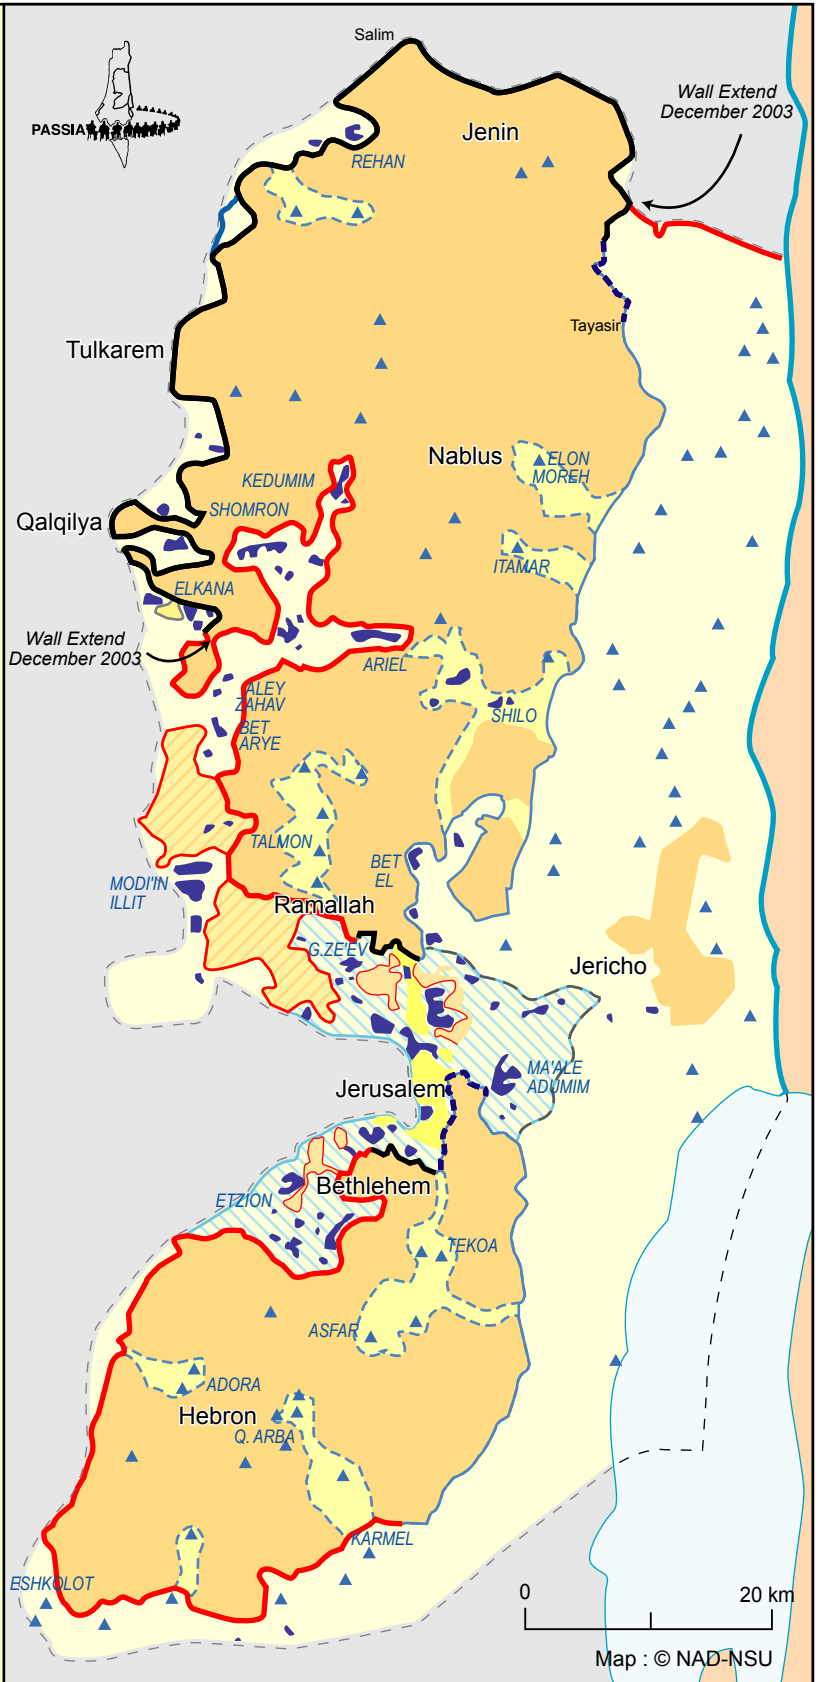 Salim
Wall Extend
December 2003
PASSIA
Jenin
REHAN
Tayasir
Tulkarem
Nablus
ELON
MOREH
KEDUMIM
SHOMRON
Qalqilya
ITAMAR
ELKANA
Wall Extend
December 2003
ARIEL
ALEY
ZAHAV
SHILO
BET
ARYE
TALMON
BET
EL
MODI'IN
ILLIT
Ramallah
G.ZE'EV
Jericho
MA'ALE
ADUMIM
Jerusalem
Bethlehem
ETZION
TEKOA
ASFAR
ADORA
Hebron
Q. ARBA
KARMEL
ESHKOLOT
0 20 km
Map : © NAD-NSU